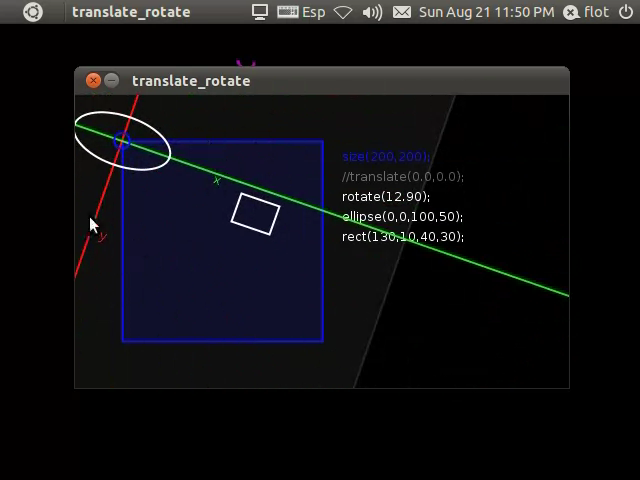 translate_rotate Esp Sun Aug 21 11:50 PM flot
translate_rotate
size(200,200);
//translate(0.0,0.0);
x
rotate(12.90);
ellipse(0,0,100,50);
y
rect(130,10,40,30);